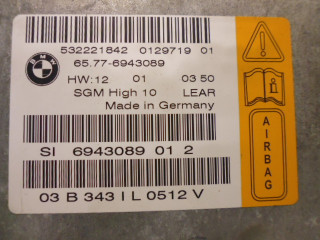 BMW
532221842 0129719 01
65.77-6943089
HW:12 01 03 50
SGM High 10 LEAR
Made in Germany
SI 6943089 01 2
03 B 343 I L 0512 V
AIRBAG